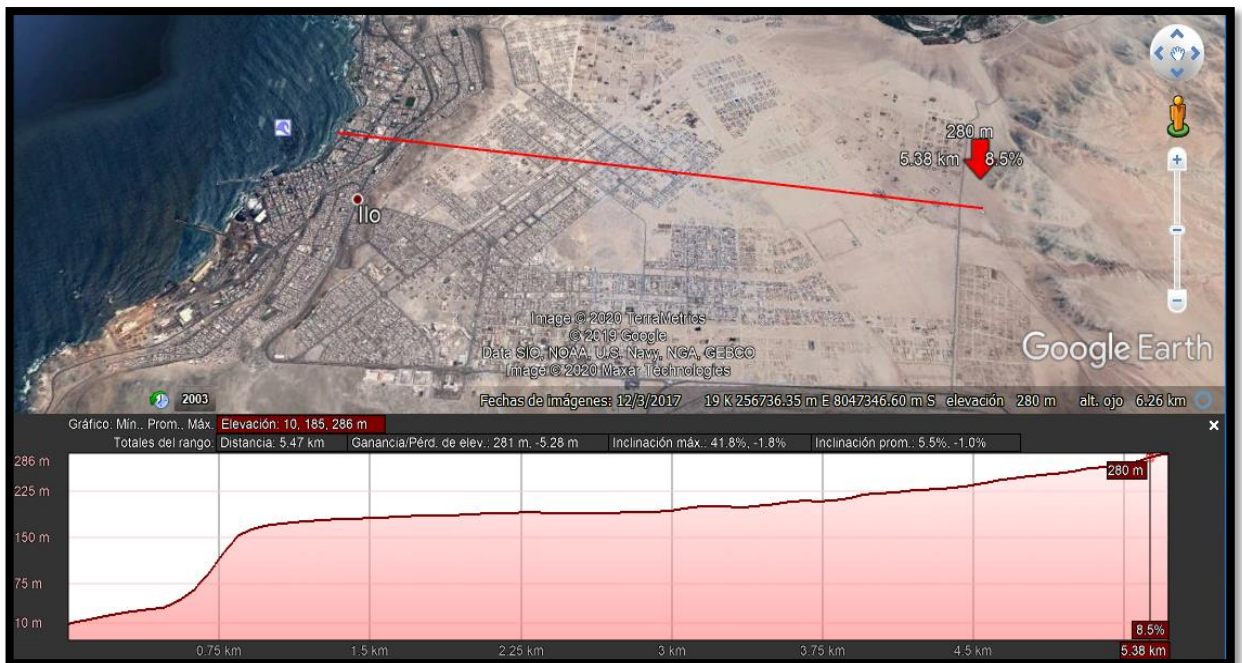 280 m
5.38 km 8.5%
Ilo
Image © 2020 TerraMetrics
© 2019 Google
Data SIO, NOAA, U.S. Navy, NGA, GEBCO
Image © 2020 Maxar Technologies
Google Earth
2003
Fechas de imágenes: 12/3/2017 19 K 256736.35 m E 8047346.60 m S elevación 280 m alt. ojo 6.26 km
Gráfico: Mín., Prom., Máx. Elevación: 10, 185, 286 m
Totales del rango: Distancia: 5.47 km Ganancia/Pérd. de elev.: 281 m, -5.28 m Inclinación máx.: 41.8%, -1.8% Inclinación prom.: 5.5%, -1.0%
286 m
280 m
225 m
150 m
75 m
10 m
8.5%
0.75 km 1.5 km 2.25 km 3 km 3.75 km 4.5 km 5.38 km